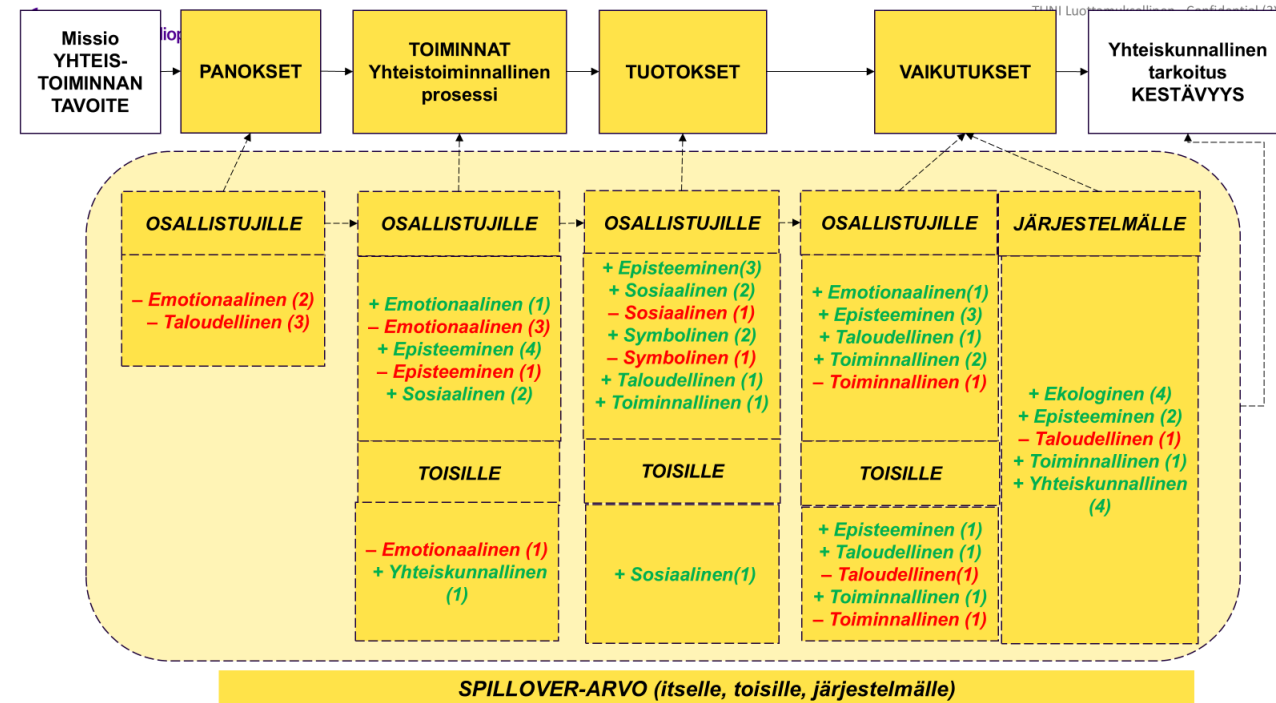 TUNI Luottamuksellinen - Confidential (3)
Missio
YHTEIS-
TOIMINNAN
TAVOITE
PANOKSET
TOIMINNAT
Yhteistoiminnallinen
prosessi
TUOTOKSET
VAIKUTUKSET
Yhteiskunnallinen
tarkoitus
KESTÄVYYS
OSALLISTUJILLE
– Emotionaalinen (2)
– Taloudellinen (3)
OSALLISTUJILLE
+ Emotionaalinen (1)
– Emotionaalinen (3)
+ Episteeminen (4)
– Episteeminen (1)
+ Sosiaalinen (2)
TOISILLE
– Emotionaalinen (1)
+ Yhteiskunnallinen
(1)
OSALLISTUJILLE
+ Episteeminen(3)
+ Sosiaalinen (2)
– Sosiaalinen (1)
+ Symbolinen (2)
– Symbolinen (1)
+ Taloudellinen (1)
+ Toiminnallinen (1)
TOISILLE
+ Sosiaalinen(1)
OSALLISTUJILLE
+ Emotionaalinen(1)
+ Episteeminen (3)
+ Taloudellinen (1)
+ Toiminnallinen (2)
– Toiminnallinen (1)
TOISILLE
+ Episteeminen (1)
+ Taloudellinen (1)
– Taloudellinen(1)
+ Toiminnallinen (1)
– Toiminnallinen (1)
JÄRJESTELMÄLLE
+ Ekologinen (4)
+ Episteeminen (2)
– Taloudellinen (1)
+ Toiminnallinen (1)
+ Yhteiskunnallinen
(4)
SPILLOVER-ARVO (itselle, toisille, järjestelmälle)